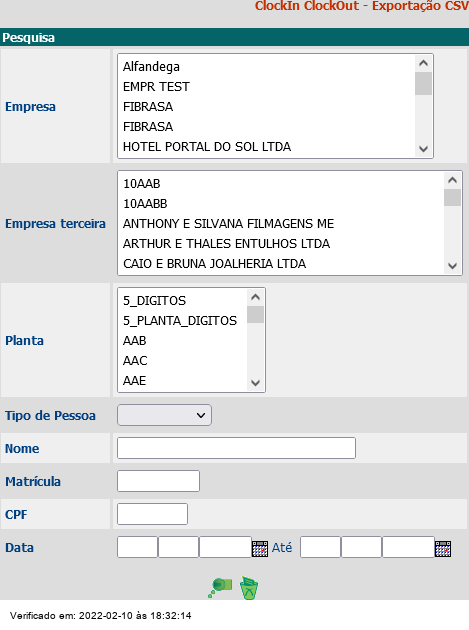 ClockIn ClockOut - Exportação CSV
Pesquisa
Empresa
Alfandega
EMPR TEST
FIBRASA
FIBRASA
HOTEL PORTAL DO SOL LTDA
Empresa terceira
10AAB
10AABB
ANTHONY E SILVANA FILMAGENS ME
ARTHUR E THALES ENTULHOS LTDA
CAIO E BRUNA JOALHERIA LTDA
Planta
5_DIGITOS
5_PLANTA_DIGITOS
AAB
AAC
AAE
Tipo de Pessoa
Nome
Matrícula
CPF
Data Até
Verificado em: 2022-02-10 às 18:32:14